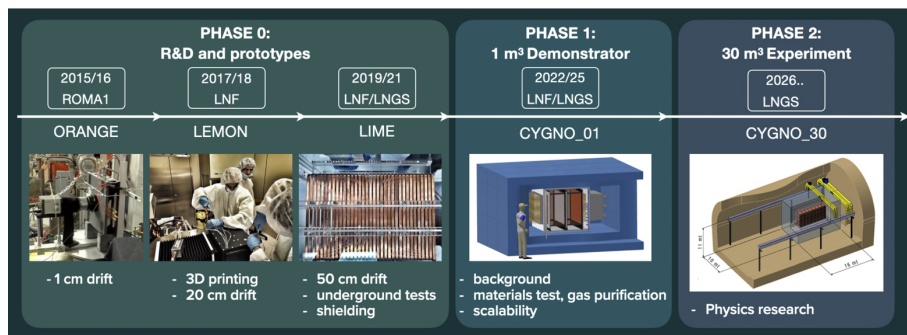 PHASE 0:
R&D and prototypes
2015/16
ROMA1
ORANGE
2017/18
LNF
LEMON
2019/21
LNF/LNGS
LIME
- 1 cm drift
- 3D printing
- 20 cm drift
- 50 cm drift
- underground tests
- shielding
PHASE 1:
1 m³ Demonstrator
2022/25
LNF/LNGS
CYGNO_01
- background
- materials test, gas purification
- scalability
PHASE 2:
30 m³ Experiment
2026..
LNGS
CYGNO_30
11 m
18 m
- Physics research